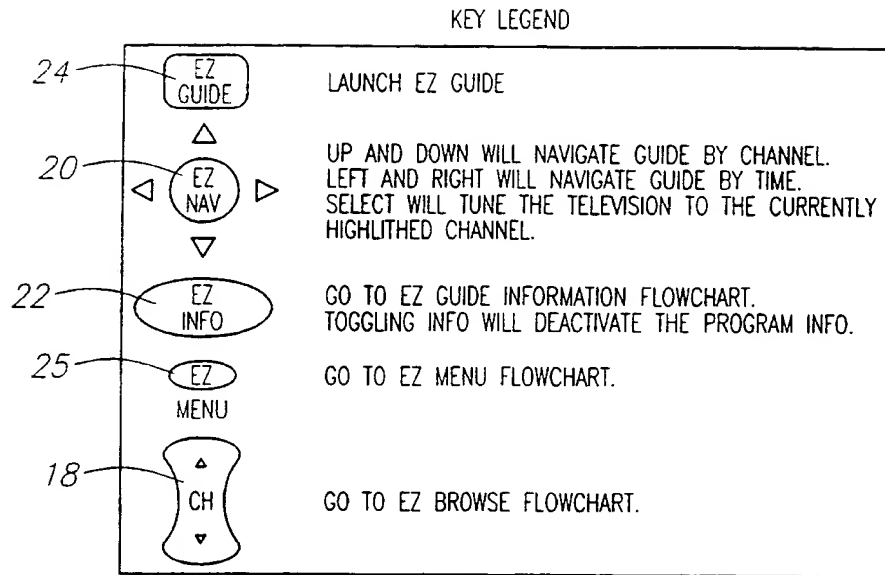 KEY LEGEND
24
EZ
GUIDE
LAUNCH EZ GUIDE
20
EZ
NAV
UP AND DOWN WILL NAVIGATE GUIDE BY CHANNEL.
LEFT AND RIGHT WILL NAVIGATE GUIDE BY TIME.
SELECT WILL TUNE THE TELEVISION TO THE CURRENTLY
HIGHLITHED CHANNEL.
22
EZ
INFO
GO TO EZ GUIDE INFORMATION FLOWCHART.
TOGGLING INFO WILL DEACTIVATE THE PROGRAM INFO.
25
EZ
MENU
GO TO EZ MENU FLOWCHART.
18
CH
GO TO EZ BROWSE FLOWCHART.